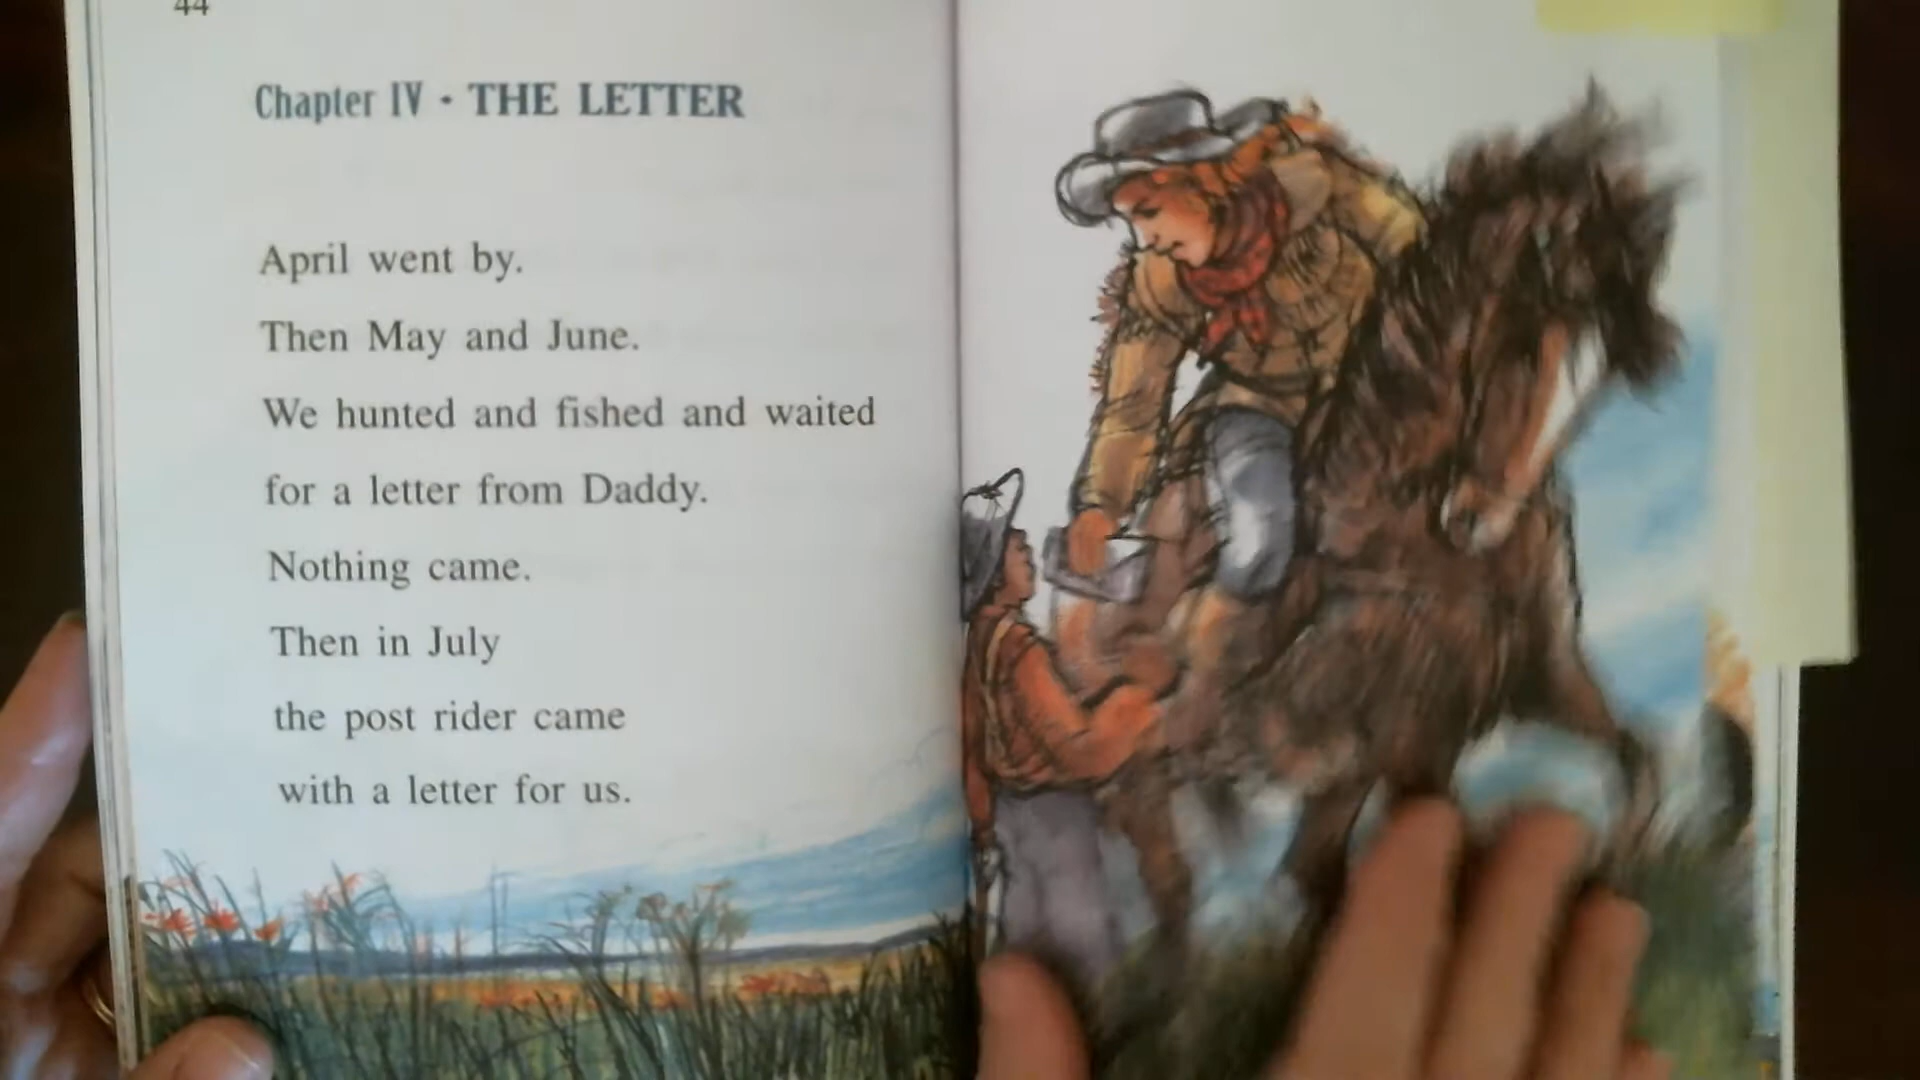 44
Chapter IV · THE LETTER
April went by.
Then May and June.
We hunted and fished and waited
for a letter from Daddy.
Nothing came.
Then in July
the post rider came
with a letter for us.